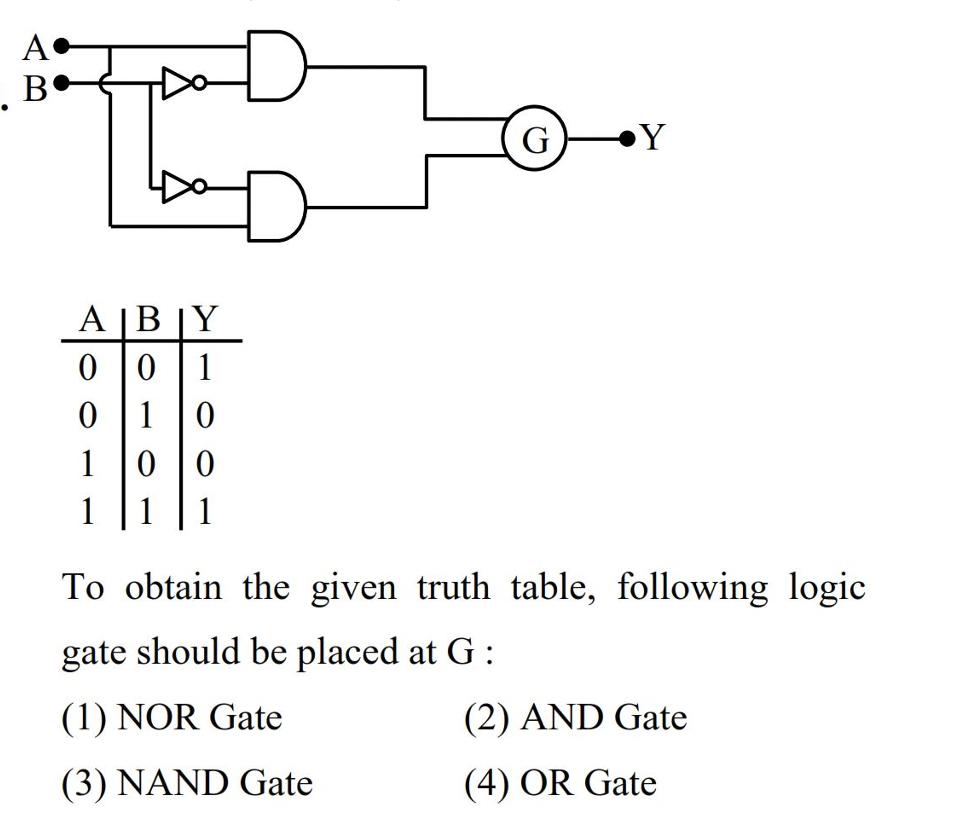 A
. B
G
Y
A B Y
0 0 1
0 1 0
1 0 0
1 1 1
To obtain the given truth table, following logic
gate should be placed at G :
(1) NOR Gate (2) AND Gate
(3) NAND Gate (4) OR Gate